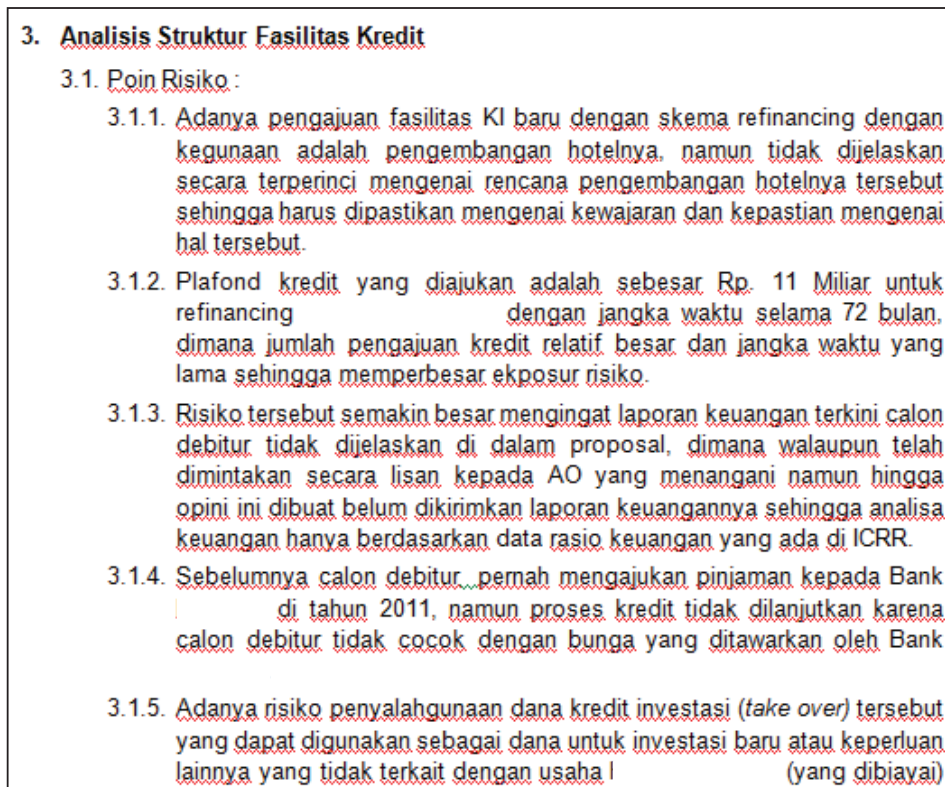 3. Analisis Struktur Fasilitas Kredit
3.1. Poin Risiko :
3.1.1. Adanya pengajuan fasilitas KI baru dengan skema refinancing dengan
kegunaan adalah pengembangan hotelnya, namun tidak dijelaskan
secara terperinci mengenai rencana pengembangan hotelnya tersebut
sehingga harus dipastikan mengenai kewajaran dan kepastian mengenai
hal tersebut.
3.1.2. Plafond kredit yang diajukan adalah sebesar Rp. 11 Miliar untuk
refinancing dengan jangka waktu selama 72 bulan,
dimana jumlah pengajuan kredit relatif besar dan jangka waktu yang
lama sehingga memperbesar ekposur risiko.
3.1.3. Risiko tersebut semakin besar mengingat laporan keuangan terkini calon
debitur tidak dijelaskan di dalam proposal, dimana walaupun telah
dimintakan secara lisan kepada AO yang menangani namun hingga
opini ini dibuat belum dikirimkan laporan keuangannya sehingga analisa
keuangan hanya berdasarkan data rasio keuangan yang ada di ICRR.
3.1.4. Sebelumnya calon debitur pernah mengajukan pinjaman kepada Bank
di tahun 2011, namun proses kredit tidak dilanjutkan karena
calon debitur tidak cocok dengan bunga yang ditawarkan oleh Bank
3.1.5. Adanya risiko penyalahgunaan dana kredit investasi (take over) tersebut
yang dapat digunakan sebagai dana untuk investasi baru atau keperluan
lainnya yang tidak terkait dengan usaha (yang dibiayai)